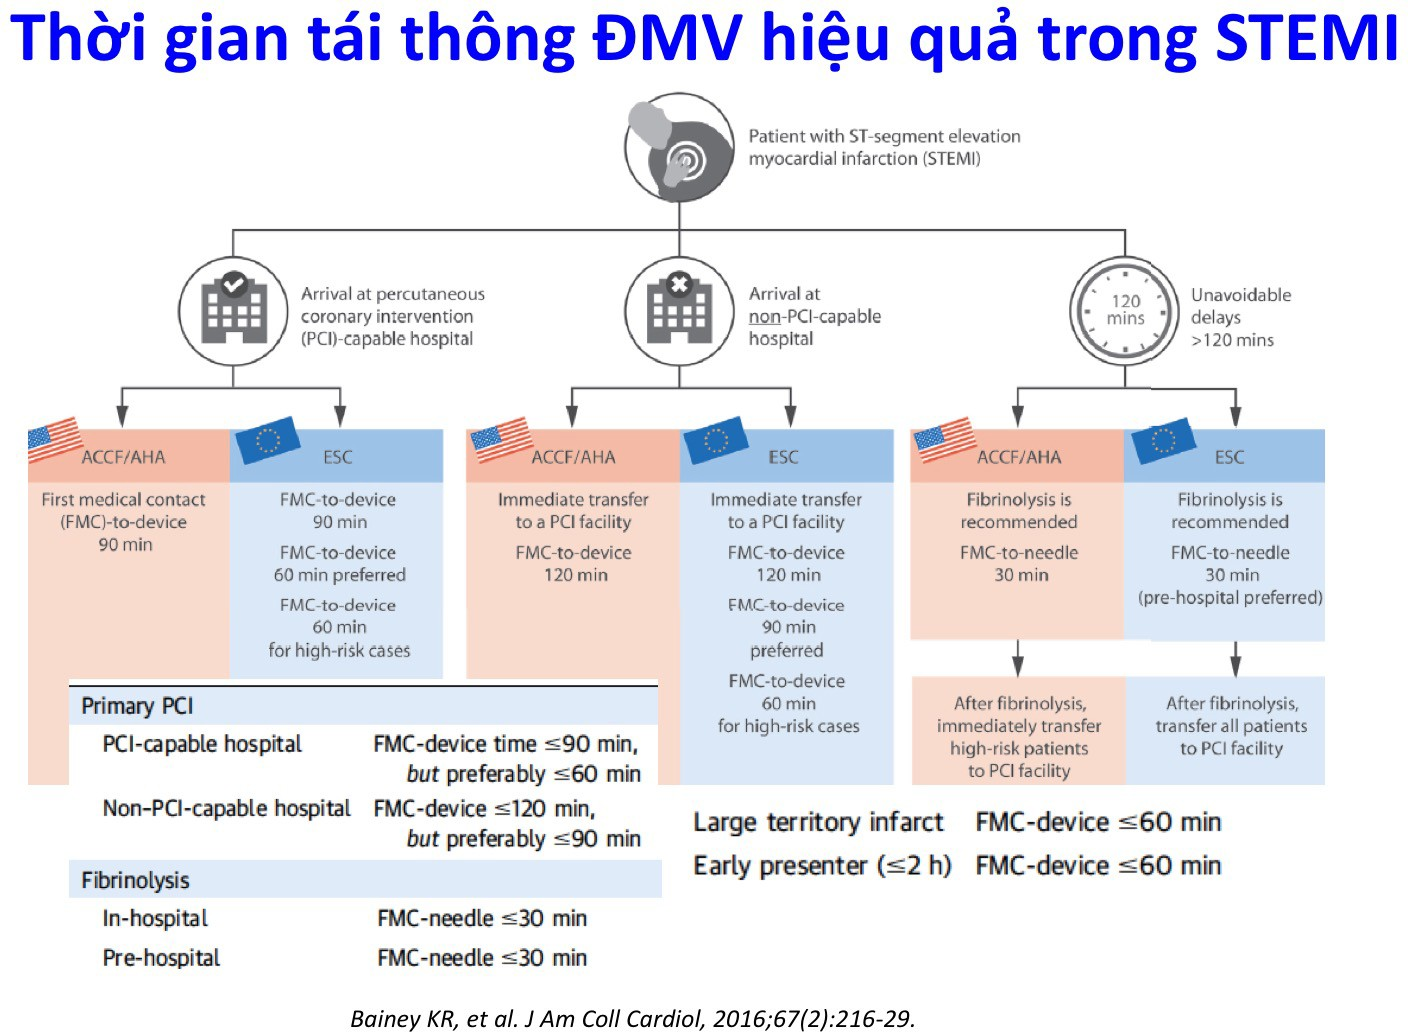 Thời gian tái thông ĐMV hiệu quả trong STEMI
Patient with ST-segment elevation
myocardial infarction (STEMI)
Arrival at percutaneous
coronary intervention
(PCI)-capable hospital
Arrival at
non-PCI-capable
hospital
120
mins
Unavoidable
delays
>120 mins
ACCF/AHA
First medical contact
(FMC)-to-device
90 min
ESC
FMC-to-device
90 min
FMC-to-device
60 min preferred
FMC-to-device
60 min
for high-risk cases
ACCF/AHA
Immediate transfer
to a PCI facility
FMC-to-device
120 min
ESC
Immediate transfer
to a PCI facility
FMC-to-device
120 min
FMC-to-device
90 min
preferred
FMC-to-device
60 min
for high-risk cases
ACCF/AHA
Fibrinolysis is
recommended
FMC-to-needle
30 min
After fibrinolysis,
immediately transfer
high-risk patients
to PCI facility
ESC
Fibrinolysis is
recommended
FMC-to-needle
30 min
(pre-hospital preferred)
After fibrinolysis,
transfer all patients
to PCI facility
Primary PCI
PCI-capable hospital FMC-device time ≤90 min,
but preferably ≤60 min
Non-PCI-capable hospital FMC-device ≤120 min,
but preferably ≤90 min
Fibrinolysis
In-hospital FMC-needle ≤30 min
Pre-hospital FMC-needle ≤30 min
Large territory infarct FMC-device ≤60 min
Early presenter (≤2 h) FMC-device ≤60 min
Bainey KR, et al. J Am Coll Cardiol, 2016;67(2):216-29.